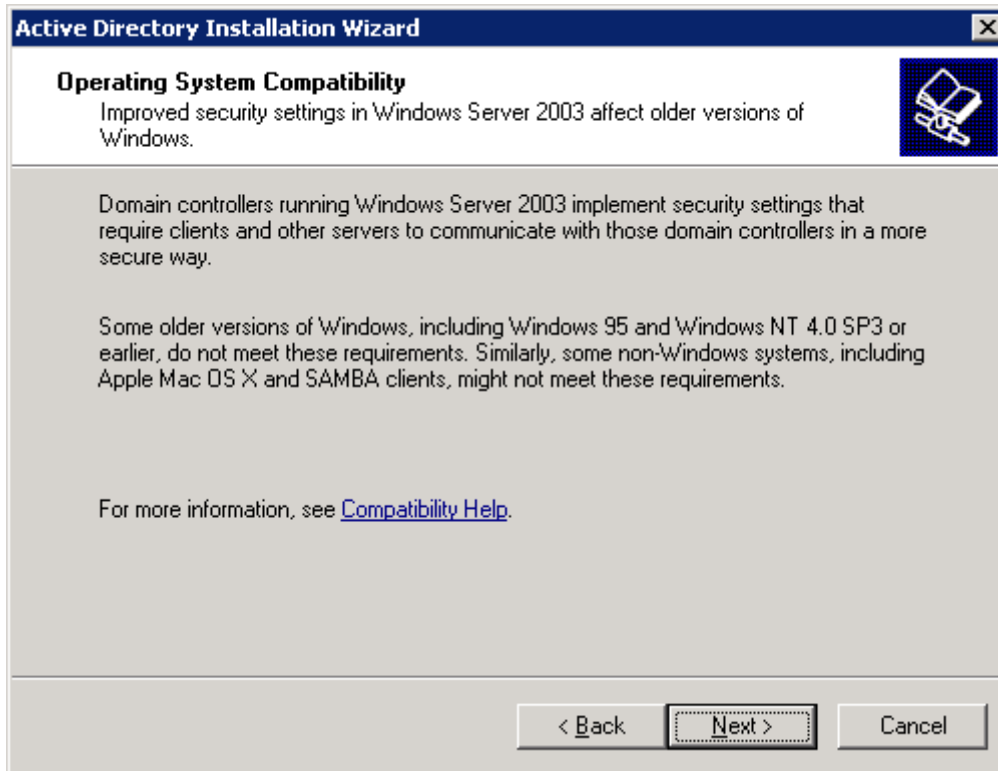 Active Directory Installation Wizard
Operating System Compatibility
Improved security settings in Windows Server 2003 affect older versions of
Windows.
Domain controllers running Windows Server 2003 implement security settings that
require clients and other servers to communicate with those domain controllers in a more
secure way.
Some older versions of Windows, including Windows 95 and Windows NT 4.0 SP3 or
earlier, do not meet these requirements. Similarly, some non-Windows systems, including
Apple Mac OS X and SAMBA clients, might not meet these requirements.
For more information, see Compatibility Help.
< Back Next > Cancel